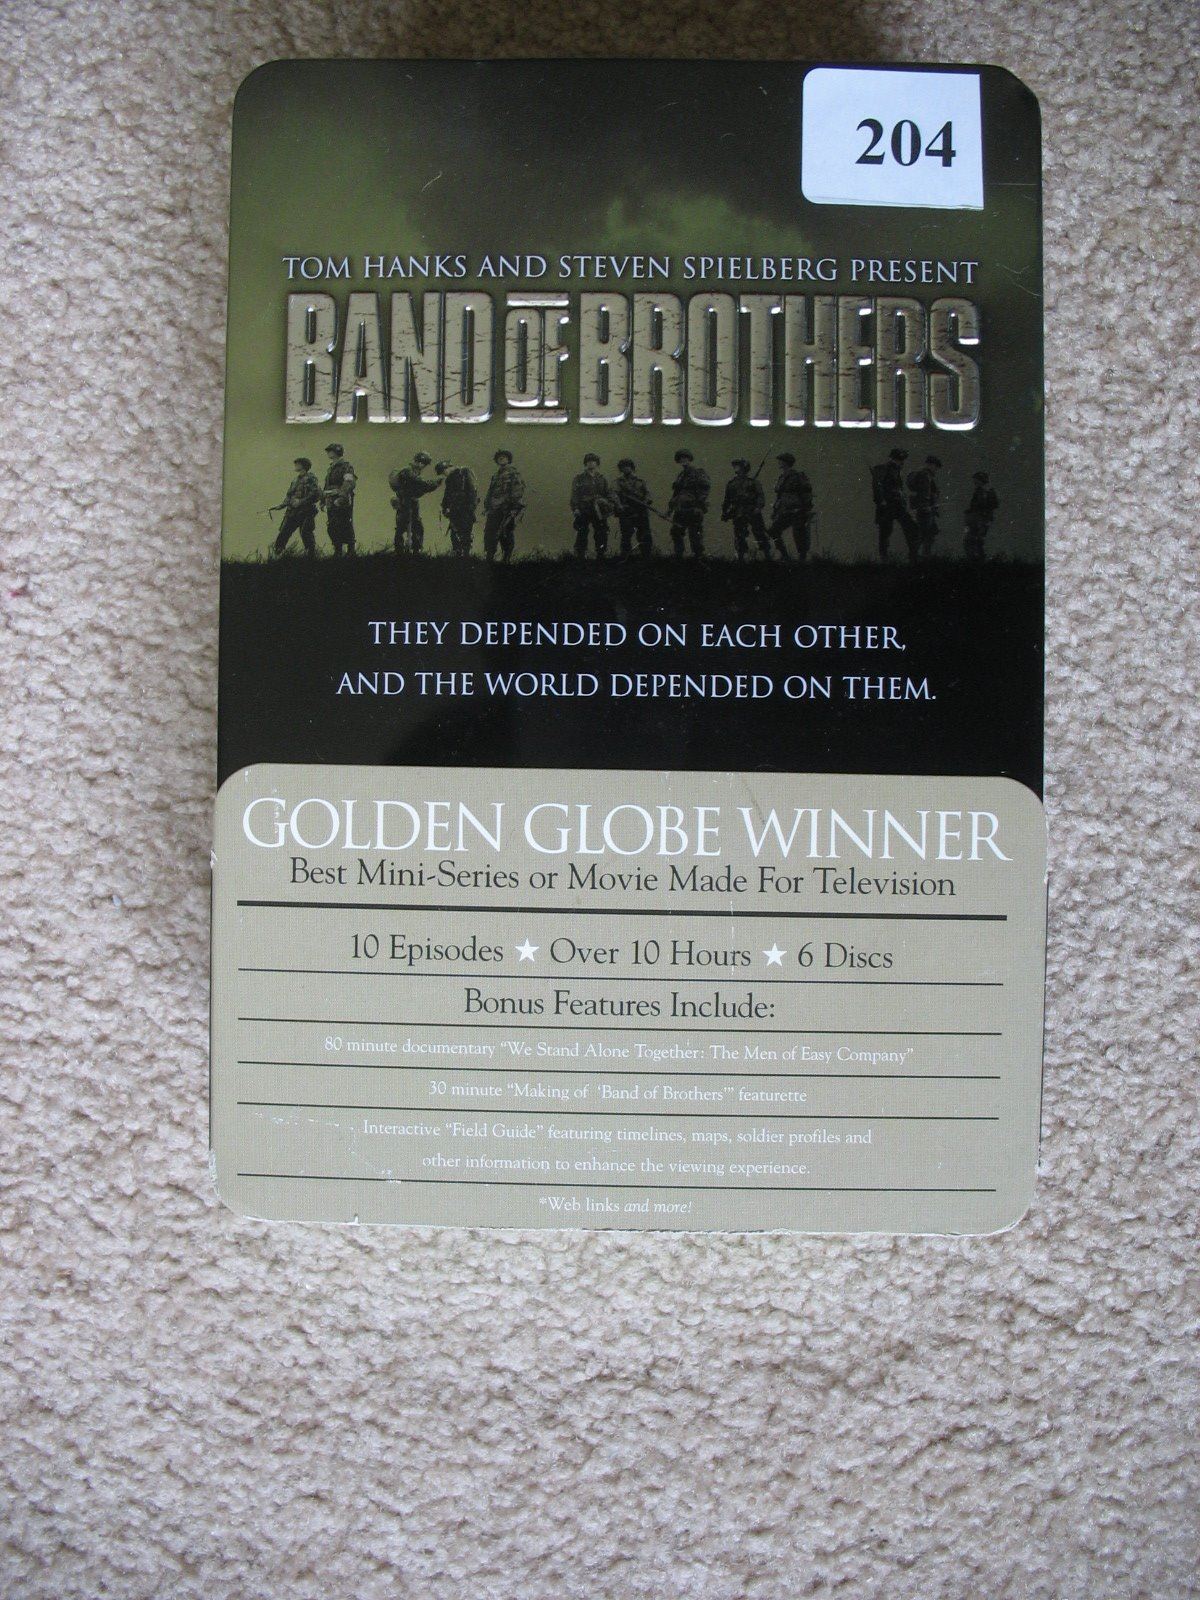 204
TOM HANKS AND STEVEN SPIELBERG PRESENT
BAND OF BROTHERS
THEY DEPENDED ON EACH OTHER,
AND THE WORLD DEPENDED ON THEM.
GOLDEN GLOBE WINNER
Best Mini-Series or Movie Made For Television
10 Episodes ★ Over 10 Hours ★ 6 Discs
Bonus Features Include:
80 minute documentary "We Stand Alone Together: The Men of Easy Company"
30 minute "Making of 'Band of Brothers'" featurette
Interactive "Field Guide" featuring timelines, maps, soldier profiles and
other information to enhance the viewing experience.
*Web links and more!